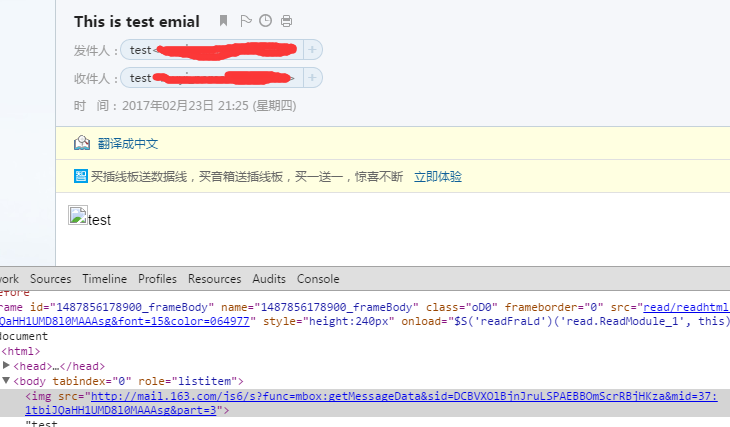 This is test emial
发件人：test<
收件人：test
时 间：2017年02月23日 21:25 (星期四)
翻译成中文
智 买插线板送数据线，买音箱送插线板，买一送一，惊喜不断 立即体验
test
work Sources Timeline Profiles Resources Audits Console
before
rame id="1487856178900_frameBody" name="1487856178900_frameBody" class="oD0" frameborder="0" src="read/readhtml
QaHH1UMD8l0MAAAsg&font=15&color=064977" style="height:240px" onload="$S('readFraLd')('read.ReadModule_1', this)
document
<html>
<head>…</head>
<body tabindex="0" role="listitem">
<img src="http://mail.163.com/js6/s?func=mbox:getMessageData&sid=DCBVXOlBjnJruLSPAEBBOmScrRBjHKza&mid=37:
1tbiJQaHH1UMD8l0MAAAsg&part=3">
"test